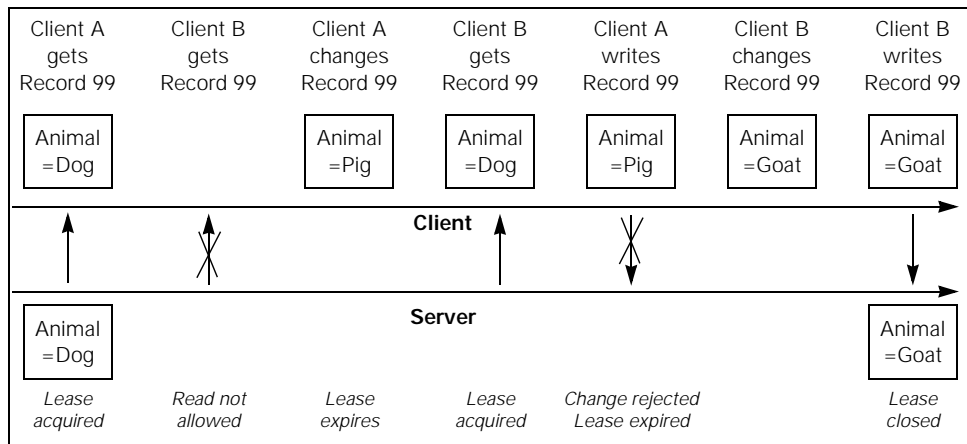 Client A
gets
Record 99
Client B
gets
Record 99
Client A
changes
Record 99
Client B
gets
Record 99
Client A
writes
Record 99
Client B
changes
Record 99
Client B
writes
Record 99
Animal
=Dog
Animal
=Pig
Animal
=Dog
Animal
=Pig
Animal
=Goat
Animal
=Goat
Client
Server
Animal
=Dog
Animal
=Goat
Lease
acquired
Read not
allowed
Lease
expires
Lease
acquired
Change rejected
Lease expired
Lease
closed